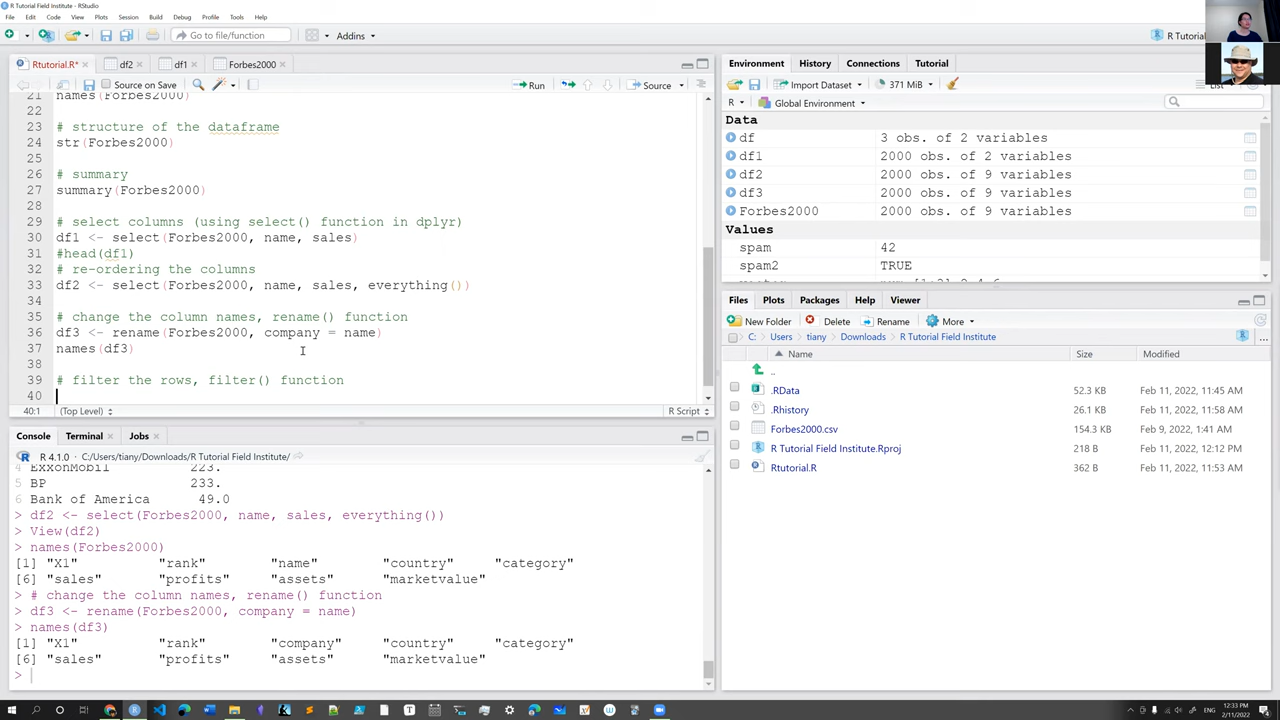 R Tutorial Field Institute - RStudio
File Edit Code View Plots Session Build Debug Profile Tools Help
Go to file/function Addins R Tutorial
Rtutorial.R* df2 df1 Forbes2000
Source on Save Run Source
21 names(Forbes2000)
22
23 # structure of the dataframe
24 str(Forbes2000)
25
26 # summary
27 summary(Forbes2000)
28
29 # select columns (using select() function in dplyr)
30 df1 <- select(Forbes2000, name, sales)
31 #head(df1)
32 # re-ordering the columns
33 df2 <- select(Forbes2000, name, sales, everything())
34
35 # change the column names, rename() function
36 df3 <- rename(Forbes2000, company = name)
37 names(df3)
38
39 # filter the rows, filter() function
40
40:1 (Top Level) R Script
Console Terminal Jobs
R 4.1.0 · C:/Users/tiany/Downloads/R Tutorial Field Institute/
4 ExxonMobil 223.
5 BP 233.
6 Bank of America 49.0
> df2 <- select(Forbes2000, name, sales, everything())
> View(df2)
> names(Forbes2000)
[1] "X1" "rank" "name" "country" "category"
[6] "sales" "profits" "assets" "marketvalue"
> # change the column names, rename() function
> df3 <- rename(Forbes2000, company = name)
> names(df3)
[1] "X1" "rank" "company" "country" "category"
[6] "sales" "profits" "assets" "marketvalue"
>
Environment History Connections Tutorial
Import Dataset 371 MiB List
R Global Environment
Data
df 3 obs. of 2 variables
df1 2000 obs. of 2 variables
df2 2000 obs. of 9 variables
df3 2000 obs. of 9 variables
Forbes2000 2000 obs. of 9 variables
Values
spam 42
spam2 TRUE
Files Plots Packages Help Viewer
New Folder Delete Rename More
C: Users tiany Downloads R Tutorial Field Institute
Name Size Modified
..
.RData 52.3 KB Feb 11, 2022, 11:45 AM
.Rhistory 26.1 KB Feb 11, 2022, 11:58 AM
Forbes2000.csv 154.3 KB Feb 9, 2022, 1:41 AM
R Tutorial Field Institute.Rproj 218 B Feb 11, 2022, 12:12 PM
Rtutorial.R 362 B Feb 11, 2022, 11:53 AM
ENG 12:33 PM
2/11/2022